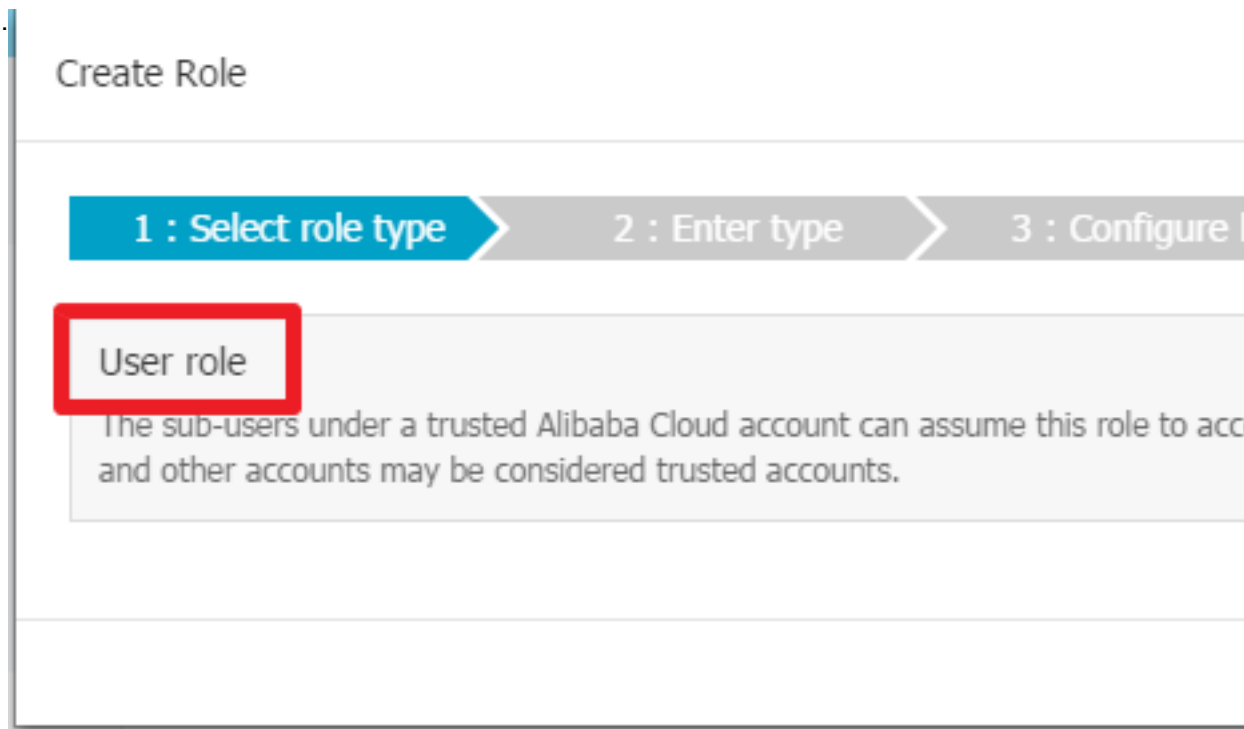 Create Role
1 : Select role type 2 : Enter type 3 : Configure
User role
The sub-users under a trusted Alibaba Cloud account can assume this role to acc
and other accounts may be considered trusted accounts.